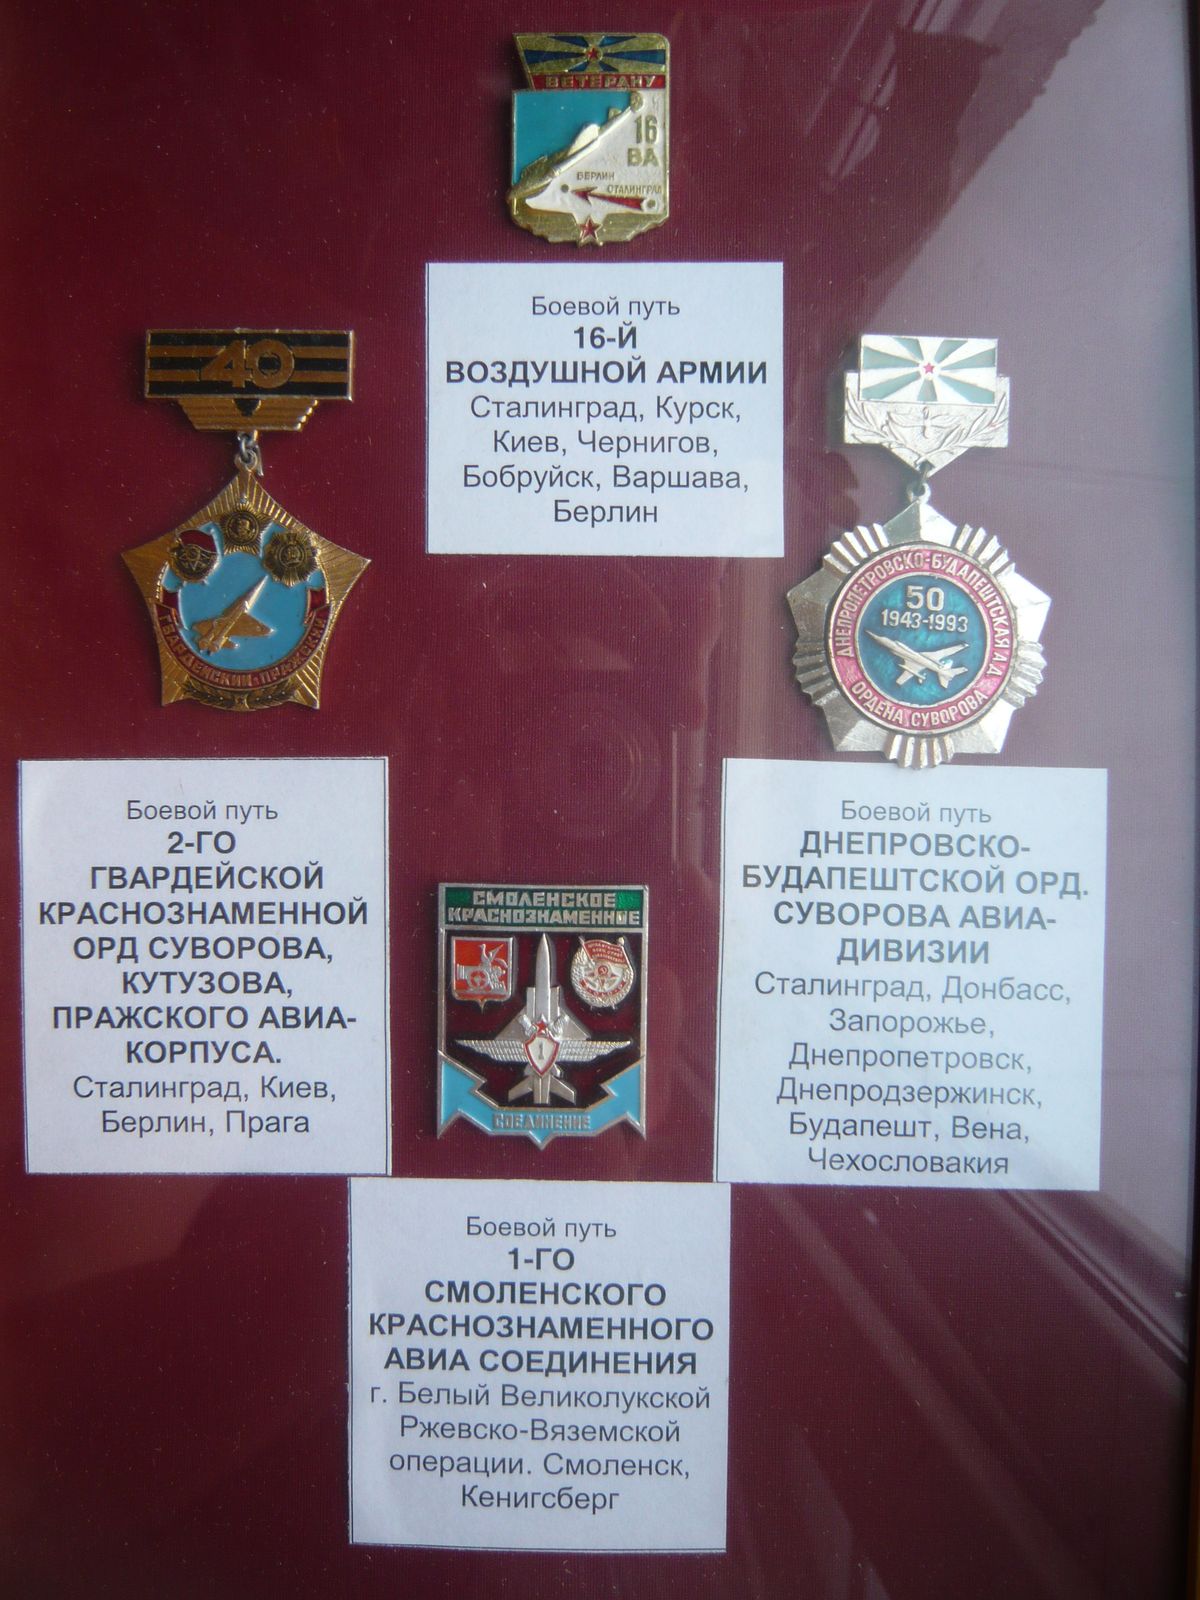 ВЕТЕРАНУ
16
ВА
БЕРЛИН
СТАЛИНГРАД
Боевой путь
16-Й
ВОЗДУШНОЙ АРМИИ
Сталинград, Курск,
Киев, Чернигов,
Бобруйск, Варшава,
Берлин
40
ГВАРДЕЙСКИЙ ПРАЖСКИЙ
Боевой путь
2-ГО
ГВАРДЕЙСКОЙ
КРАСНОЗНАМЕННОЙ
ОРД СУВОРОВА,
КУТУЗОВА,
ПРАЖСКОГО АВИА-
КОРПУСА.
Сталинград, Киев,
Берлин, Прага
ДНЕПРОПЕТРОВСКО-БУДАПЕШТСКАЯ А Д
50
1943-1993
ОРДЕНА СУВОРОВА
Боевой путь
ДНЕПРОВСКО-
БУДАПЕШТСКОЙ ОРД.
СУВОРОВА АВИА-
ДИВИЗИИ
Сталинград, Донбасс,
Запорожье,
Днепропетровск,
Днепродзержинск,
Будапешт, Вена,
Чехословакия
СМОЛЕНСКОЕ
КРАСНОЗНАМЕННОЕ
1
СОЕДИНЕНИЕ
Боевой путь
1-ГО
СМОЛЕНСКОГО
КРАСНОЗНАМЕННОГО
АВИА СОЕДИНЕНИЯ
г. Белый Великолукской
Ржевско-Вяземской
операции. Смоленск,
Кенигсберг